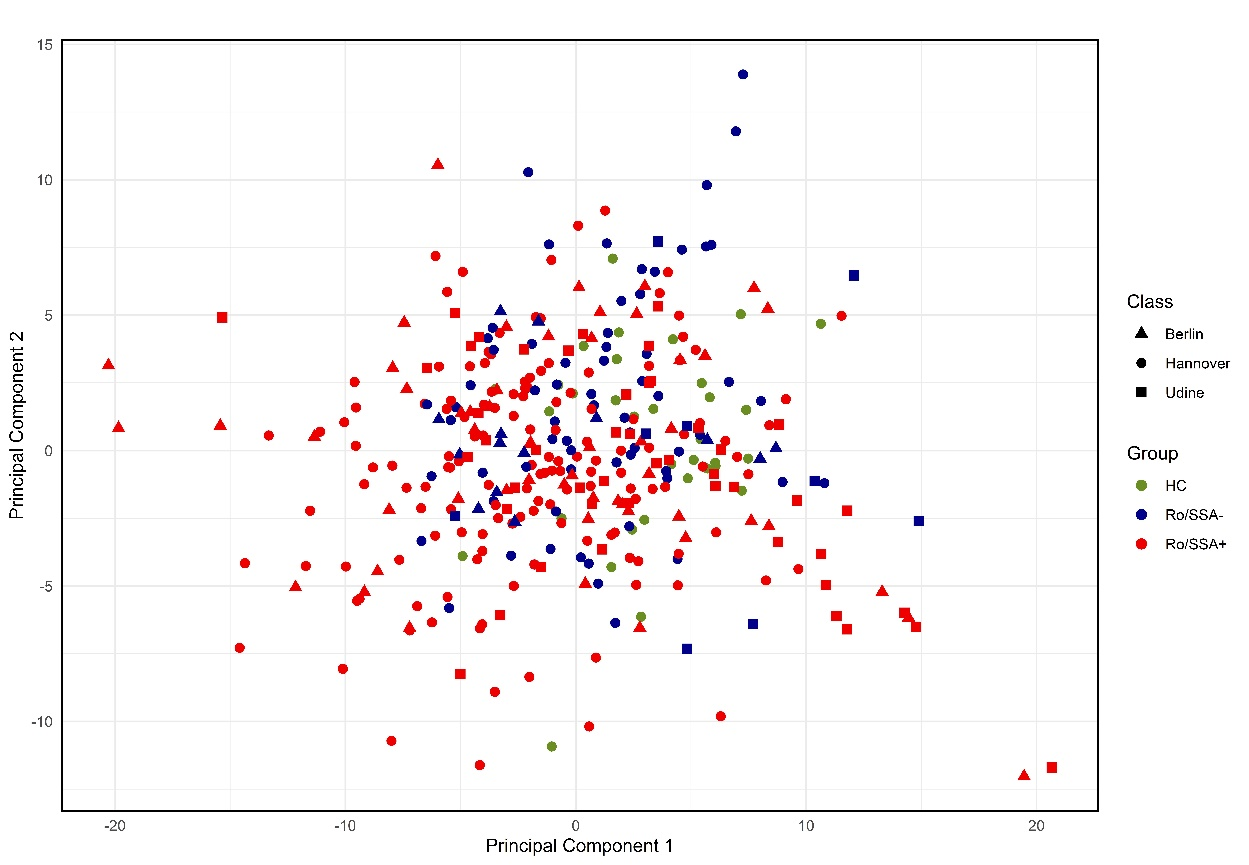 15
10
5
0
-5
-10
Principal Component 2
-20
-10
0
10
20
Principal Component 1
Class
Berlin
Hannover
Udine
Group
HC
Ro/SSA-
Ro/SSA+